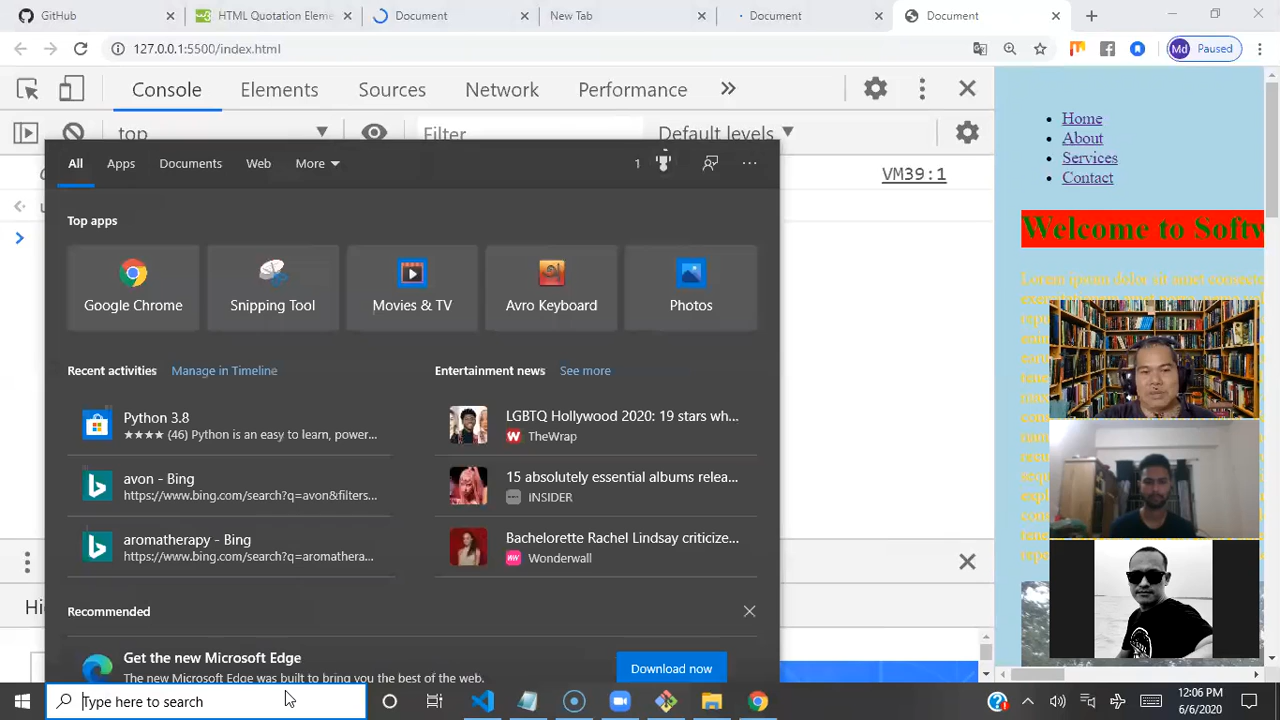 GitHub
HTML Quotation Eleme
Document
New Tab
Document
Document
127.0.0.1:5500/index.html
Md Paused
Console
Elements
Sources
Network
Performance
top
Filter
Default levels
VM39:1
All
Apps
Documents
Web
More
1
Top apps
Google Chrome
Snipping Tool
Movies & TV
Avro Keyboard
Photos
Recent activities
Manage in Timeline
Python 3.8
★★★★ (46) Python is an easy to learn, power...
avon - Bing
https://www.bing.com/search?q=avon&filters...
aromatherapy - Bing
https://www.bing.com/search?q=aromathera...
Entertainment news
See more
LGBTQ Hollywood 2020: 19 stars wh...
TheWrap
15 absolutely essential albums relea...
INSIDER
Bachelorette Rachel Lindsay criticize...
Wonderwall
Recommended
Get the new Microsoft Edge
The new Microsoft Edge was built to bring you the best of the web.
Download now
Home
About
Services
Contact
Welcome to Softw
Lorem ipsum dolor sit amet consecte
Type here to search
12:06 PM
6/6/2020